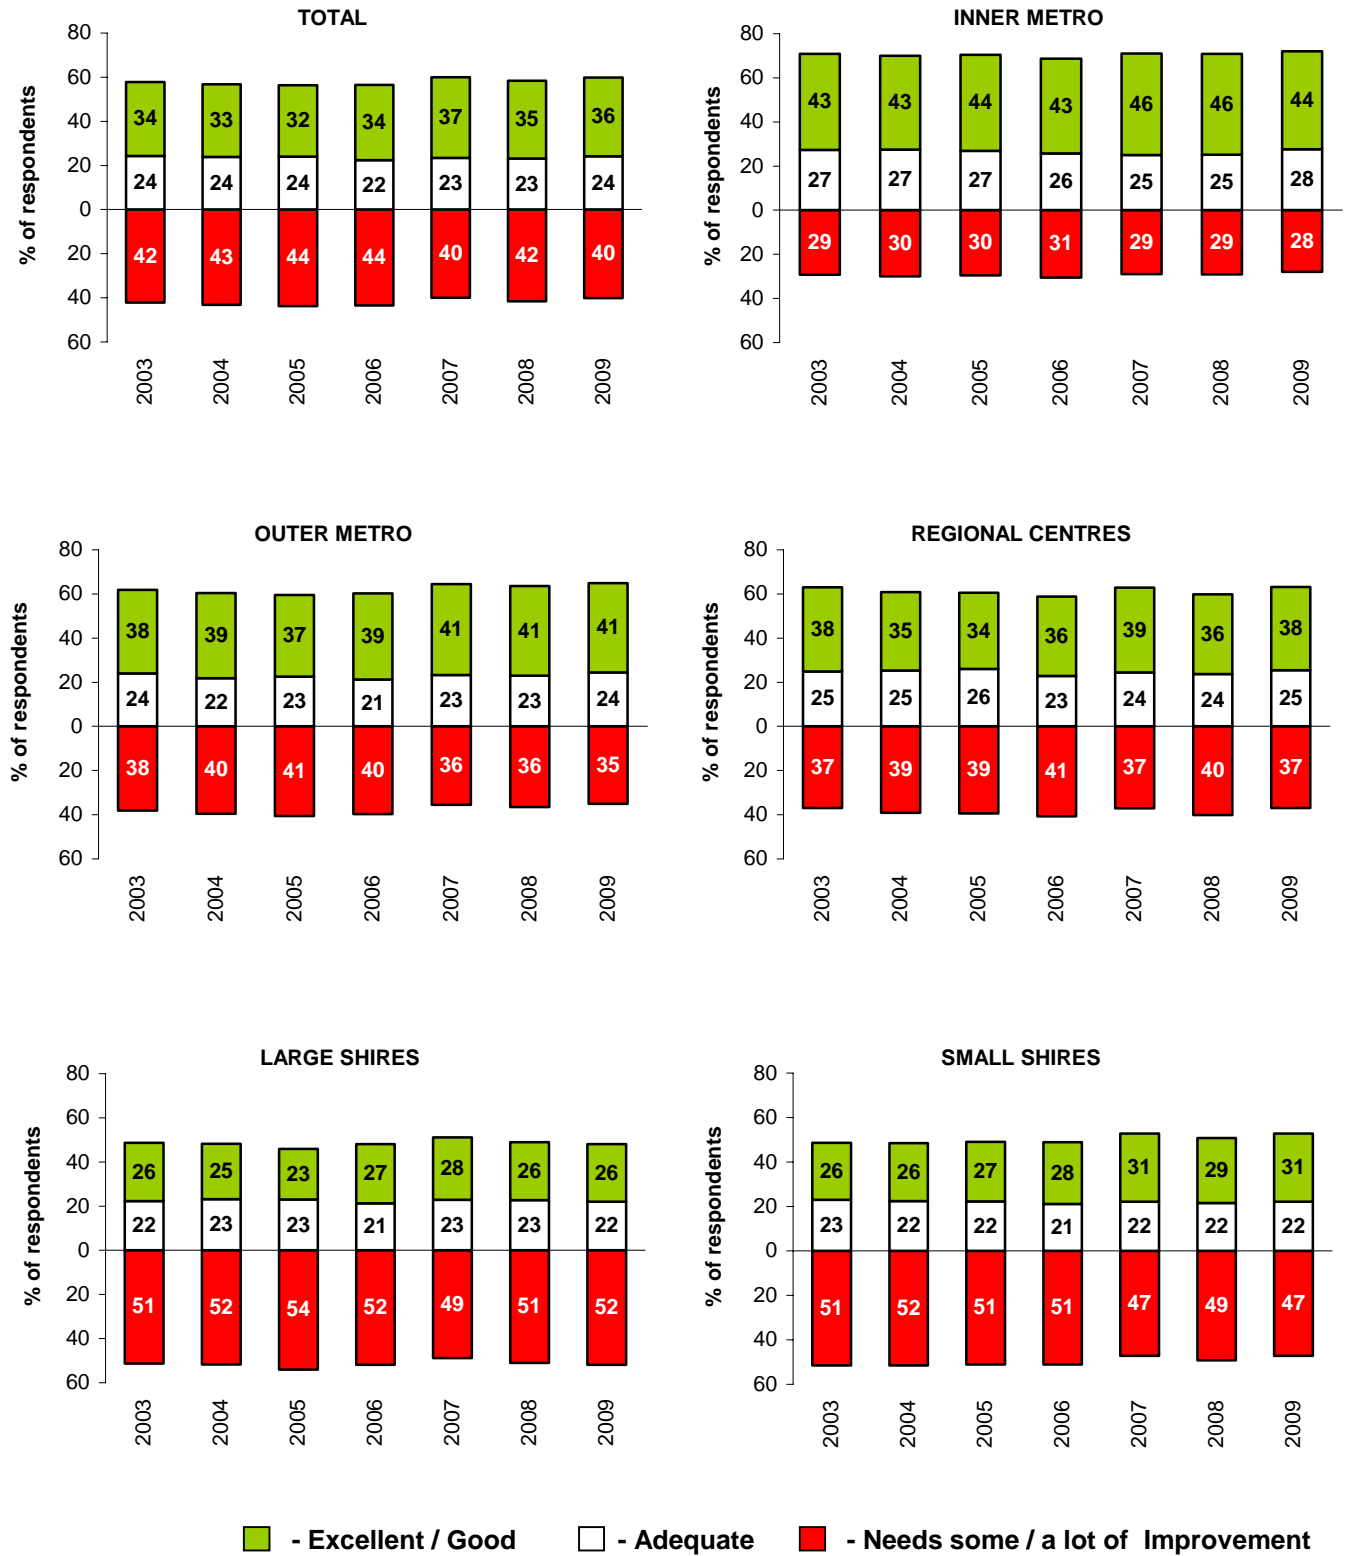 TOTAL
80
60
40
20
0
20
40
60
% of respondents
34 33 32 34 37 35 36
24 24 24 22 23 23 24
42 43 44 44 40 42 40
2003 2004 2005 2006 2007 2008 2009
INNER METRO
80
60
40
20
0
20
40
60
% of respondents
43 43 44 43 46 46 44
27 27 27 26 25 25 28
29 30 30 31 29 29 28
2003 2004 2005 2006 2007 2008 2009
OUTER METRO
80
60
40
20
0
20
40
60
% of respondents
38 39 37 39 41 41 41
24 22 23 21 23 23 24
38 40 41 40 36 36 35
2003 2004 2005 2006 2007 2008 2009
REGIONAL CENTRES
80
60
40
20
0
20
40
60
% of respondents
38 35 34 36 39 36 38
25 25 26 23 24 24 25
37 39 39 41 37 40 37
2003 2004 2005 2006 2007 2008 2009
LARGE SHIRES
80
60
40
20
0
20
40
60
% of respondents
26 25 23 27 28 26 26
22 23 23 21 23 23 22
51 52 54 52 49 51 52
2003 2004 2005 2006 2007 2008 2009
SMALL SHIRES
80
60
40
20
0
20
40
60
% of respondents
26 26 27 28 31 29 31
23 22 22 21 22 22 22
51 52 51 51 47 49 47
2003 2004 2005 2006 2007 2008 2009
- Excellent / Good - Adequate - Needs some / a lot of Improvement